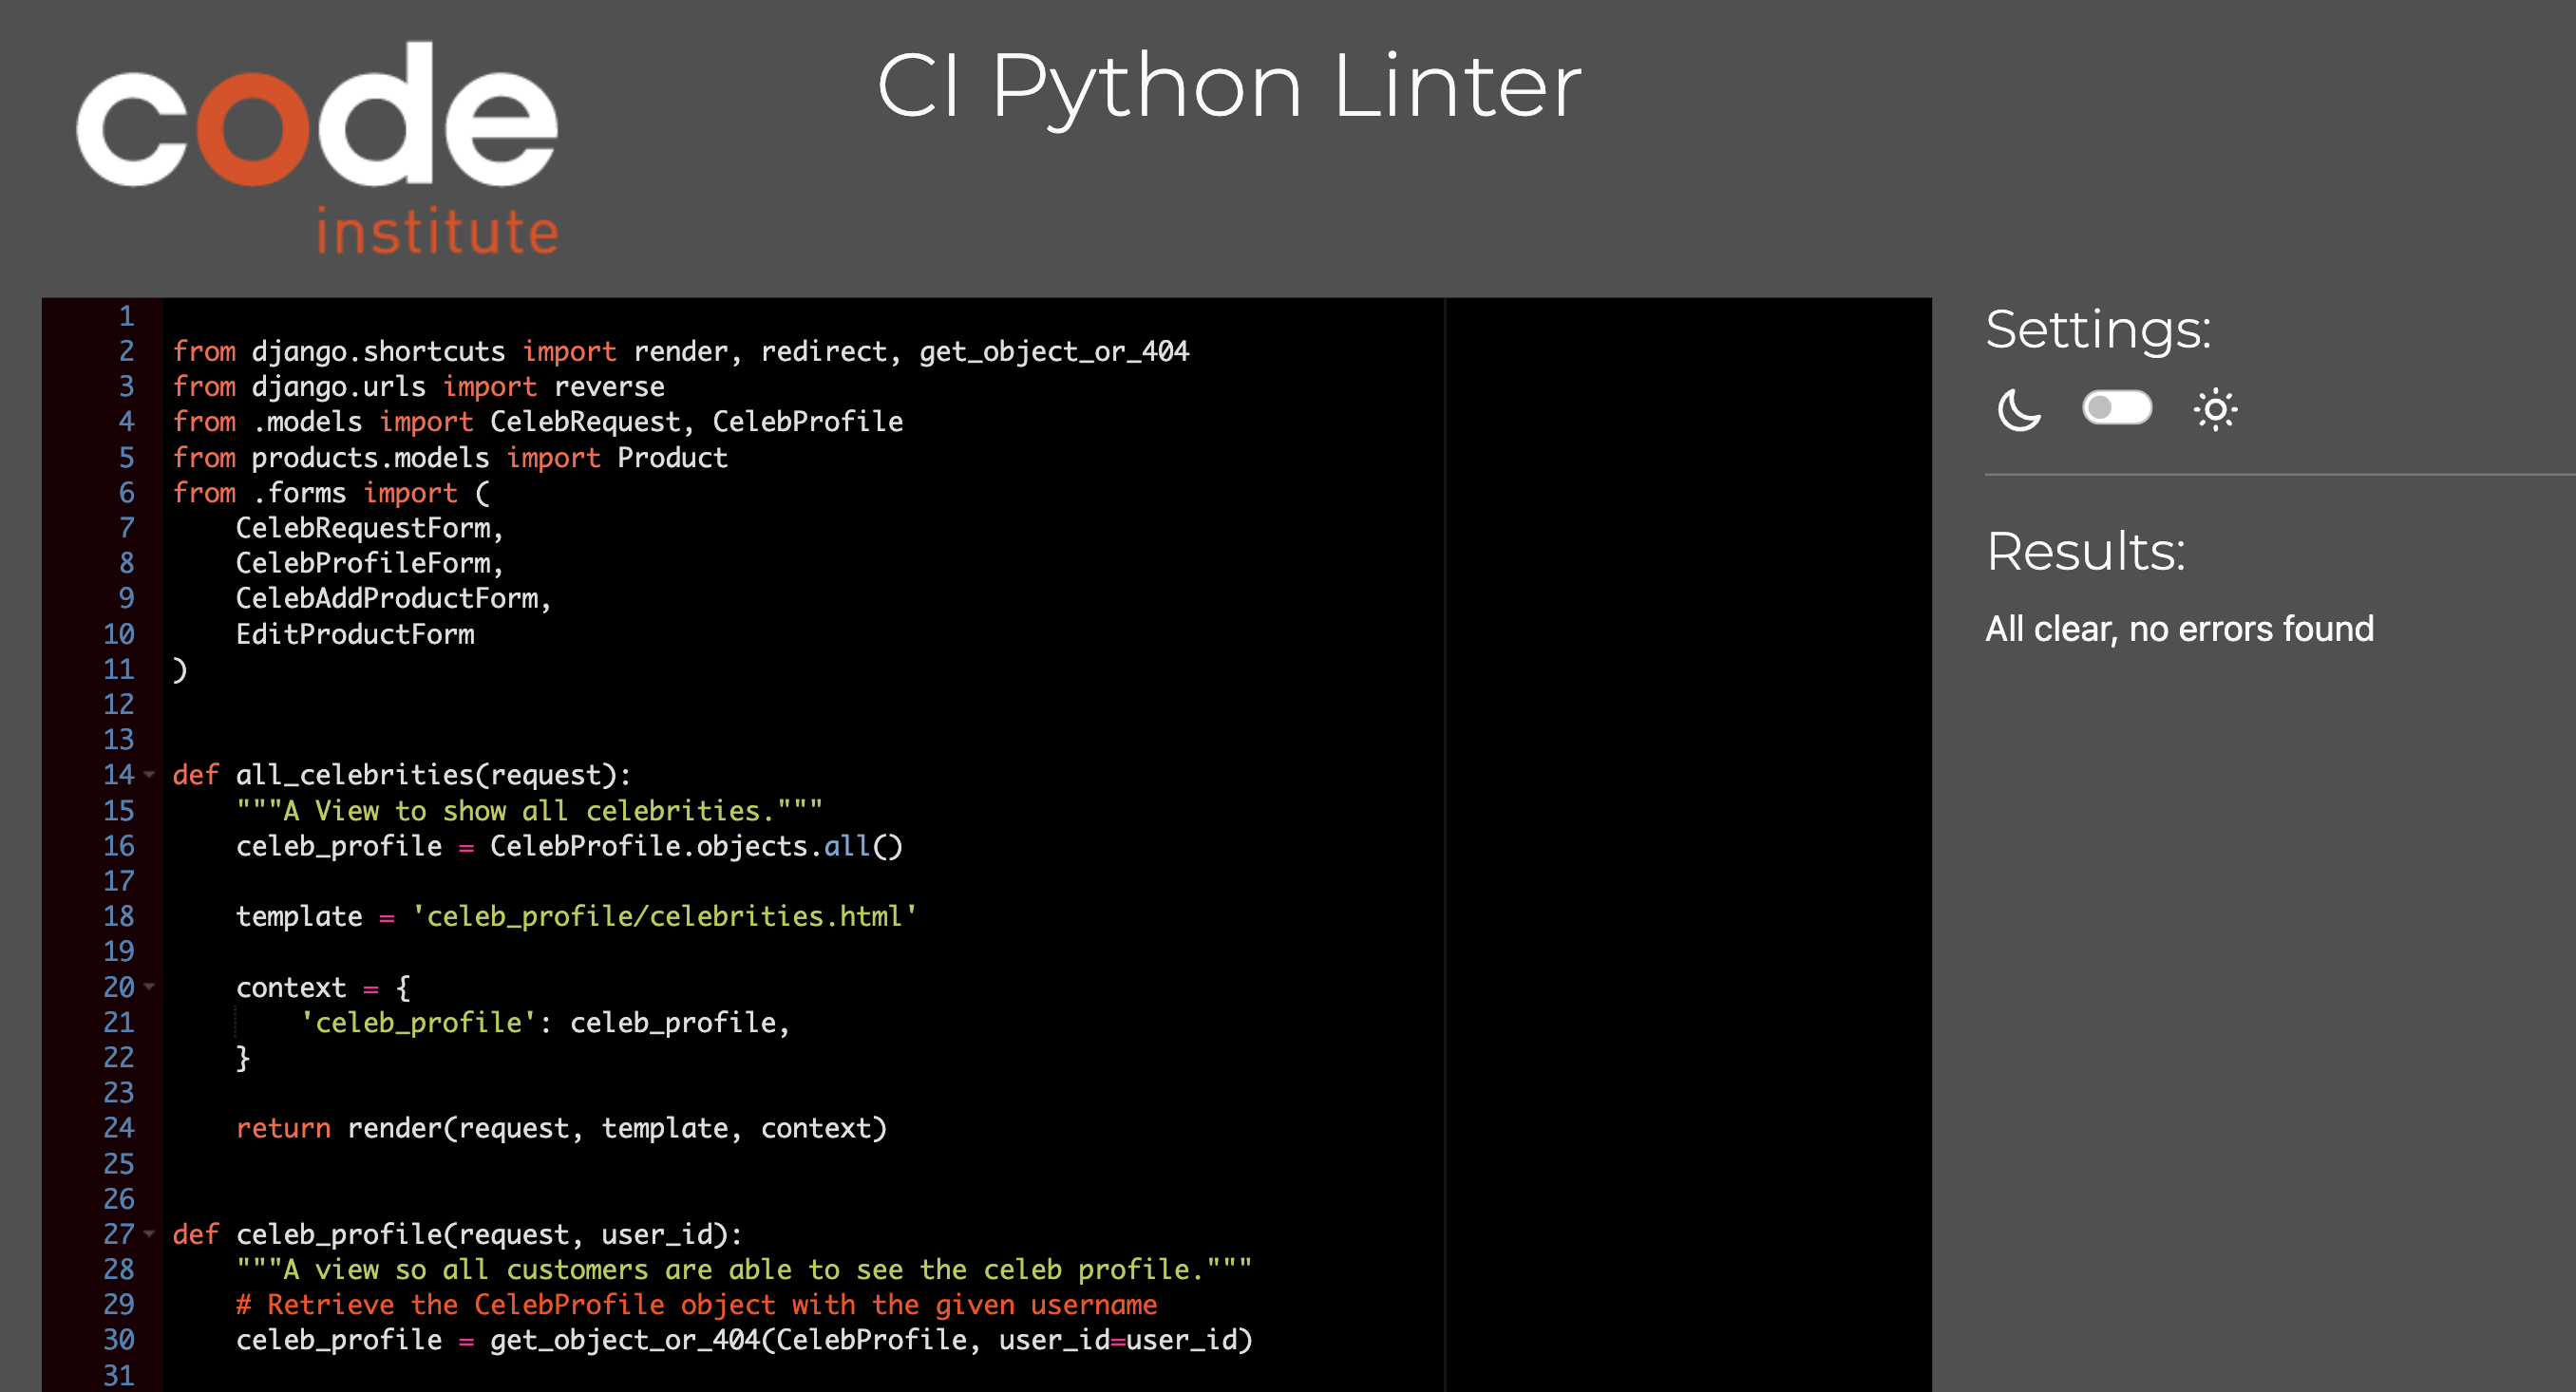 code
institute
CI Python Linter
1
2 from django.shortcuts import render, redirect, get_object_or_404
3 from django.urls import reverse
4 from .models import CelebRequest, CelebProfile
5 from products.models import Product
6 from .forms import (
7     CelebRequestForm,
8     CelebProfileForm,
9     CelebAddProductForm,
10     EditProductForm
11 )
12
13
14 def all_celebrities(request):
15     """A View to show all celebrities."""
16     celeb_profile = CelebProfile.objects.all()
17
18     template = 'celeb_profile/celebrities.html'
19
20     context = {
21         'celeb_profile': celeb_profile,
22     }
23
24     return render(request, template, context)
25
26
27 def celeb_profile(request, user_id):
28     """A view so all customers are able to see the celeb profile."""
29     # Retrieve the CelebProfile object with the given username
30     celeb_profile = get_object_or_404(CelebProfile, user_id=user_id)
31
Settings:
Results:
All clear, no errors found